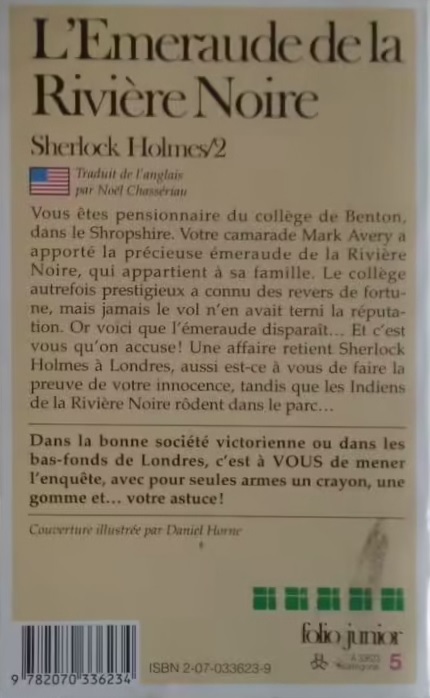 L'Emeraude de la
Rivière Noire
Sherlock Holmes/2
Traduit de l'anglais
par Noël Chassériau
Vous êtes pensionnaire du collège de Benton,
dans le Shropshire. Votre camarade Mark Avery a
apporté la précieuse émeraude de la Rivière
Noire, qui appartient à sa famille. Le collège
autrefois prestigieux a connu des revers de fortu-
ne, mais jamais le vol n'en avait terni la réputa-
tion. Or voici que l'émeraude disparaît... Et c'est
vous qu'on accuse! Une affaire retient Sherlock
Holmes à Londres, aussi est-ce à vous de faire la
preuve de votre innocence, tandis que les Indiens
de la Rivière Noire rôdent dans le parc...
Dans la bonne société victorienne ou dans les
bas-fonds de Londres, c'est à VOUS de mener
l'enquête, avec pour seules armes un crayon, une
gomme et... votre astuce!
Couverture illustrée par Daniel Horne
folio junior
catégorie 5
ISBN 2-07-033623-9
9 782070 336234